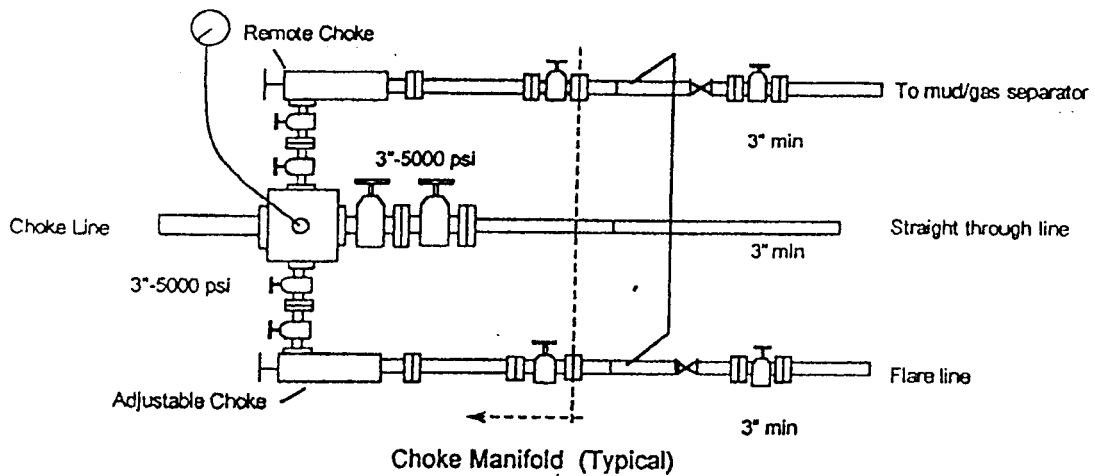 Remote Choke
To mud/gas separator
3" min
3"-5000 psi
Choke Line
Straight through line
3" min
3"-5000 psi
Flare line
Adjustable Choke
3" min
Choke Manifold (Typical)